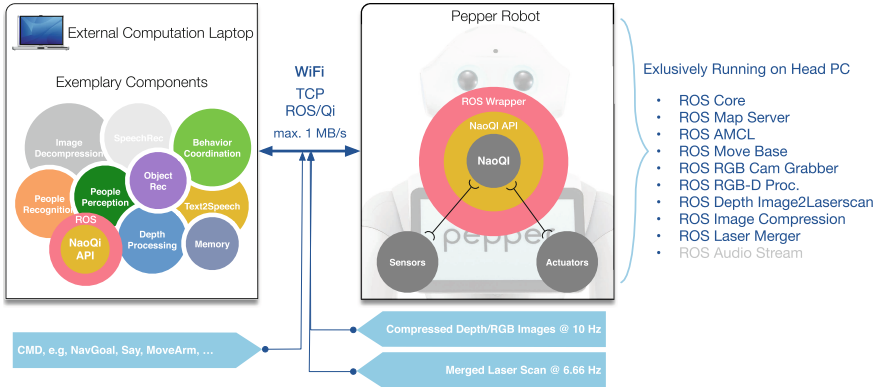 External Computation Laptop
Exemplary Components
Image
Decompression
SpeechRec
Behavior
Coordination
Object
Rec
People
Recognition
People
Perception
Text2Speech
ROS
NaoQi
API
Depth
Processing
Memory
WiFi
TCP
ROS/Qi
max. 1 MB/s
Pepper Robot
ROS Wrapper
NaoQI API
NaoQI
pepper
Sensors
Actuators
Exlusively Running on Head PC
• ROS Core
• ROS Map Server
• ROS AMCL
• ROS Move Base
• ROS RGB Cam Grabber
• ROS RGB-D Proc.
• ROS Depth Image2Laserscan
• ROS Image Compression
• ROS Laser Merger
• ROS Audio Stream
CMD, e.g, NavGoal, Say, MoveArm, ...
Compressed Depth/RGB Images @ 10 Hz
Merged Laser Scan @ 6.66 Hz